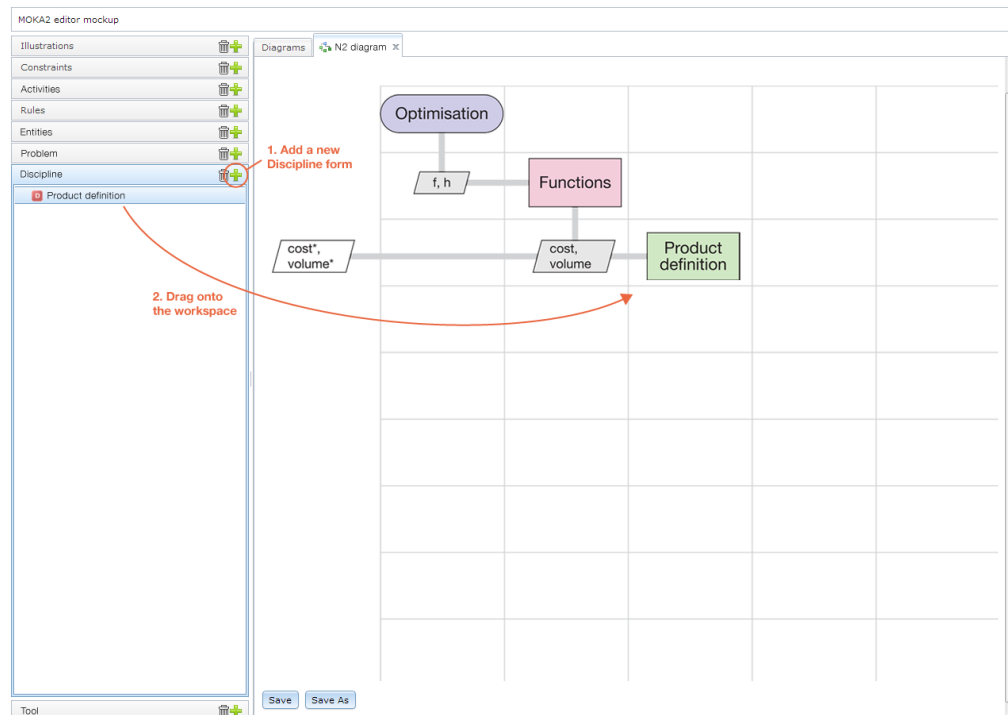 MOKA2 editor mockup
Illustrations
Constraints
Activities
Rules
Entities
Problem
Discipline
D Product definition
Tool
Diagrams
N2 diagram x
1. Add a new
Discipline form
2. Drag onto
the workspace
Optimisation
f, h
Functions
cost*,
volume*
cost,
volume
Product
definition
Save
Save As